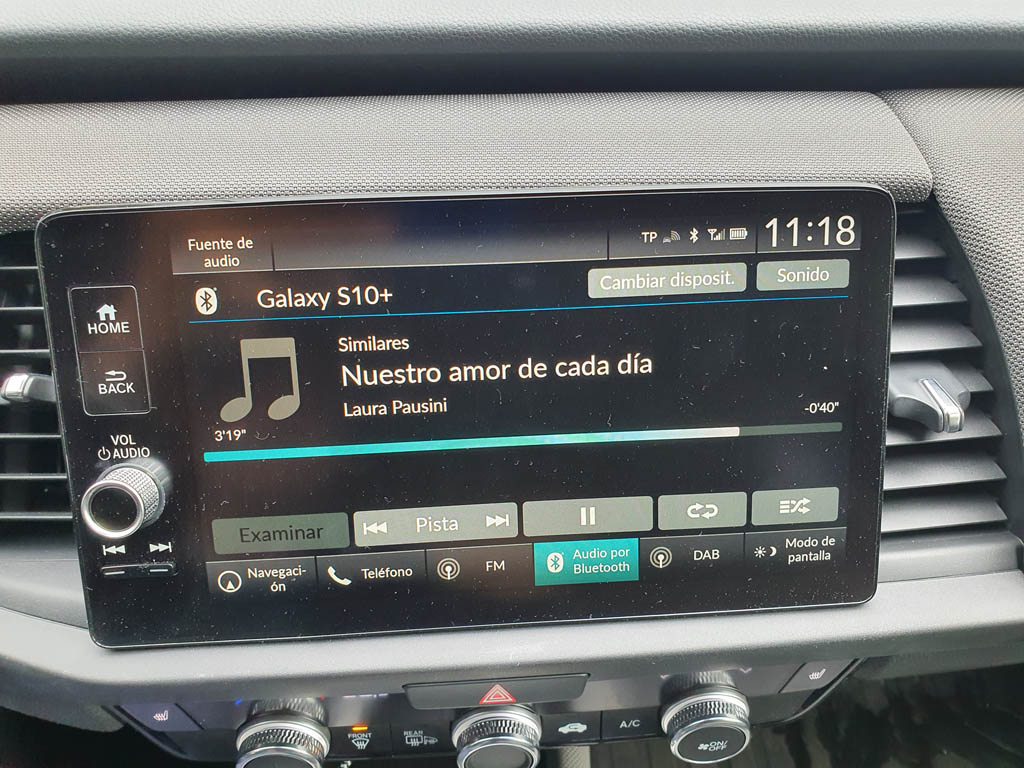 Fuente de
audio
TP
11:18
HOME
BACK
VOL
AUDIO
Galaxy S10+
Cambiar disposit.
Sonido
Similares
Nuestro amor de cada día
Laura Pausini
3'19"
-0'40"
Examinar
Pista
Navegaci-
ón
Teléfono
FM
Audio por
Bluetooth
DAB
Modo de
pantalla
FRONT
REAR
A/C
ON/
OFF